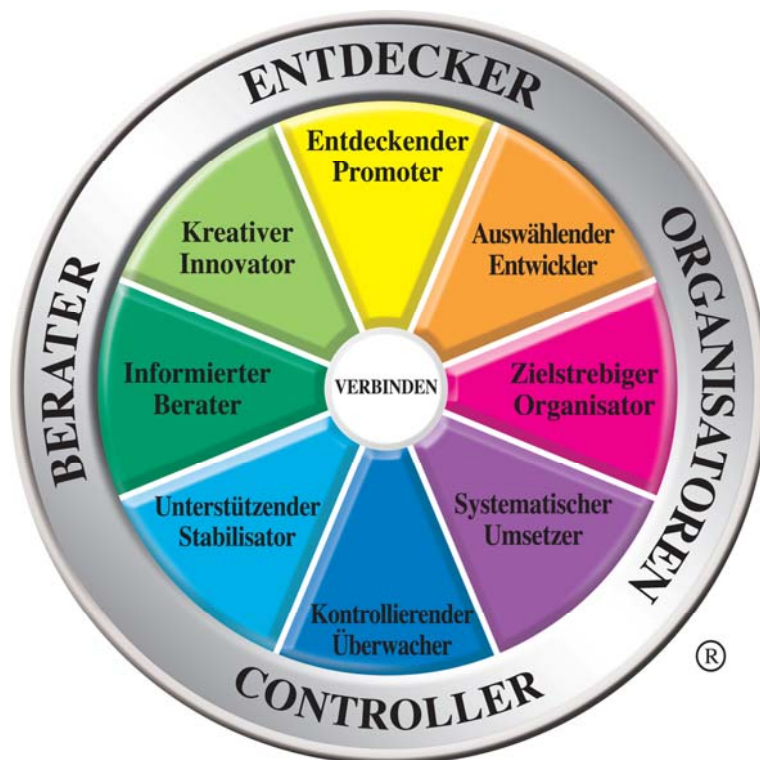 ENTDECKER
Entdeckender
Promoter
Kreativer
Innovator
Auswählender
Entwickler
ORGANISATOREN
BERATER
Informierter
Berater
VERBINDEN
Zielstrebiger
Organisator
Unterstützender
Stabilisator
Systematischer
Umsetzer
Kontrollierender
Überwacher
CONTROLLER
®